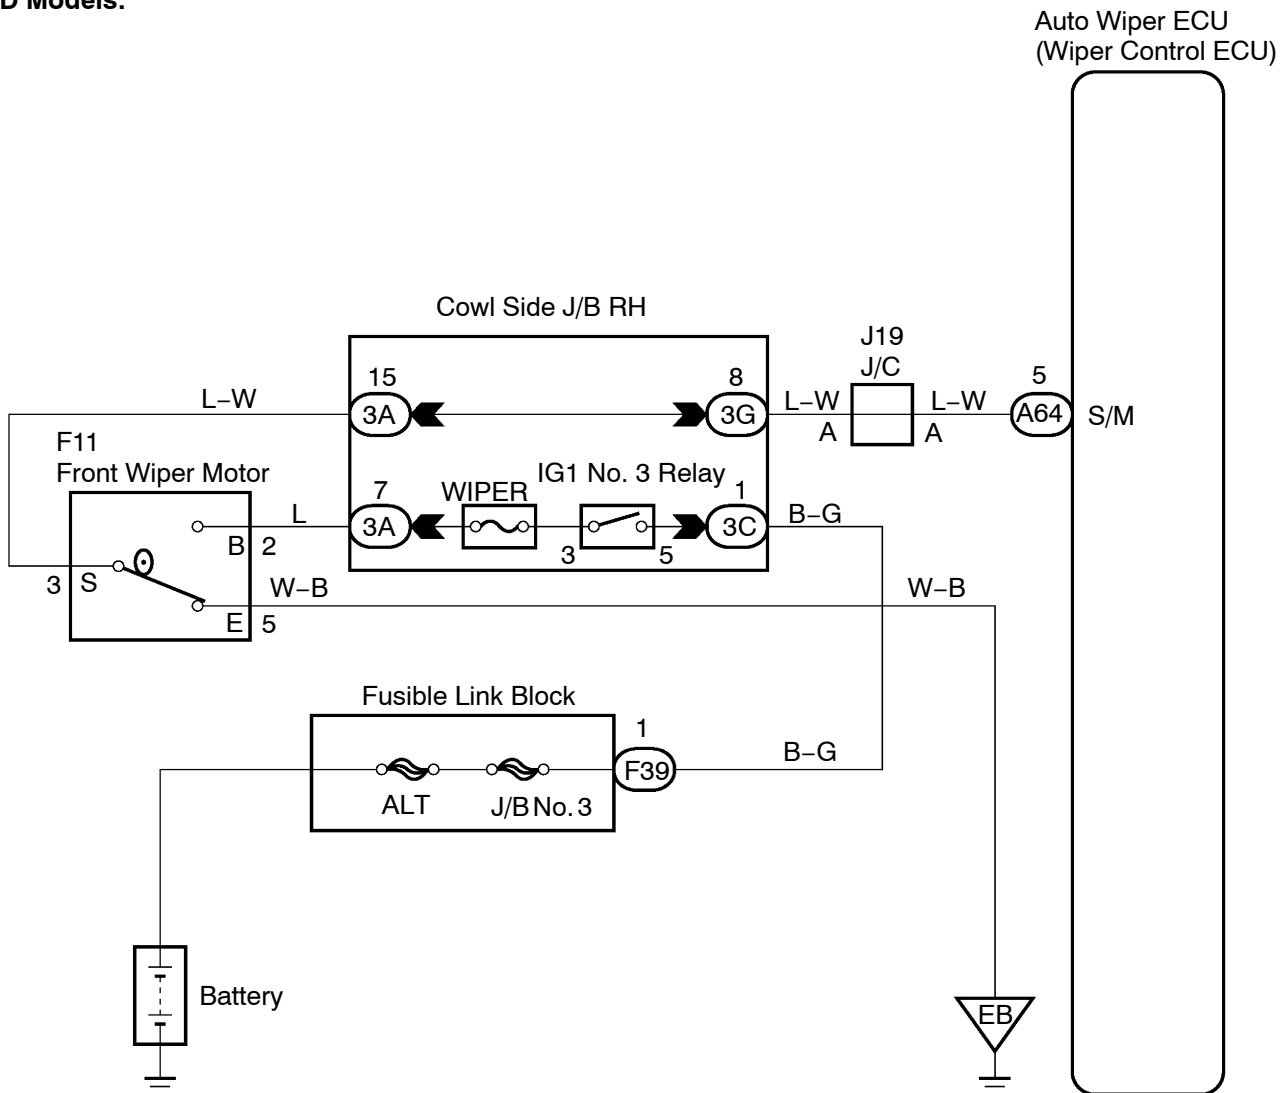 D Models:
Auto Wiper ECU
(Wiper Control ECU)
Cowl Side J/B RH
J19
J/C
15
8
5
L–W
3A
3G
L–W
L–W
A64
S/M
A
A
F11
Front Wiper Motor
IG1 No. 3 Relay
7
WIPER
1
L
3A
3C
B–G
B
2
3
5
3
S
W–B
W–B
E
5
Fusible Link Block
1
F39
B–G
ALT
J/B No. 3
Battery
EB